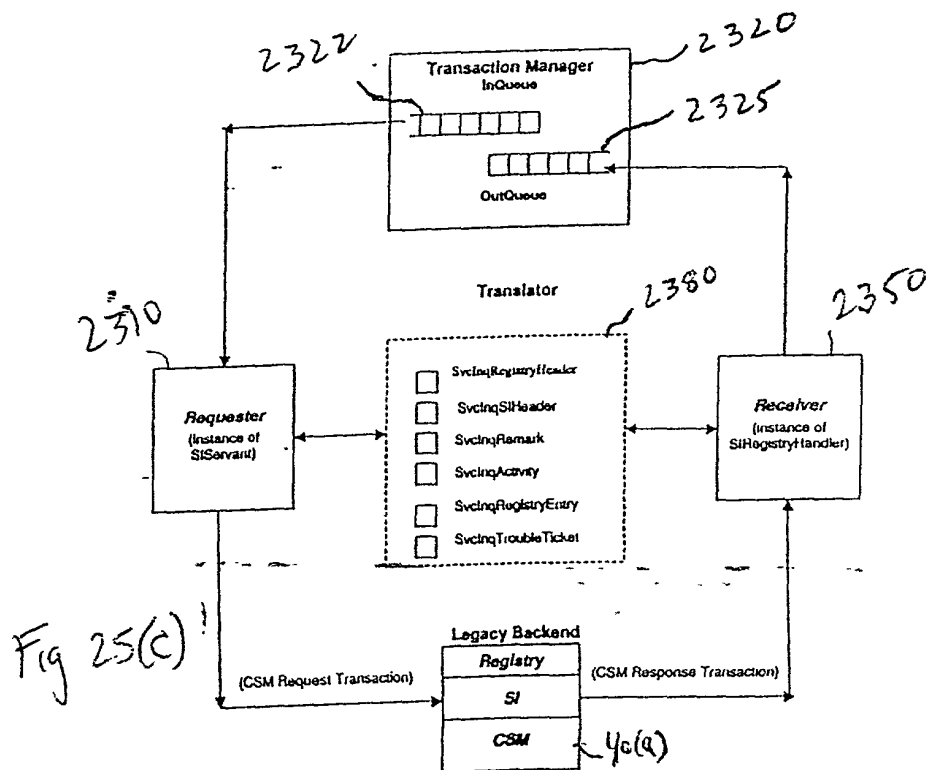 2322
2320
Transaction Manager
InQueue
2325
OutQueue
Translator
2380
2350
2310
SvcInqRegistryHeader
SvcInqSIHeader
SvcInqRemark
SvcInqActivity
SvcInqRegistryEntry
SvcInqTroubleTicket
Requester
(Instance of
SIServant)
Receiver
(Instance of
SIRegistryHandler)
Fig 25(c)
Legacy Backend
Registry
SI
CSM
(CSM Request Transaction)
(CSM Response Transaction)
40(a)